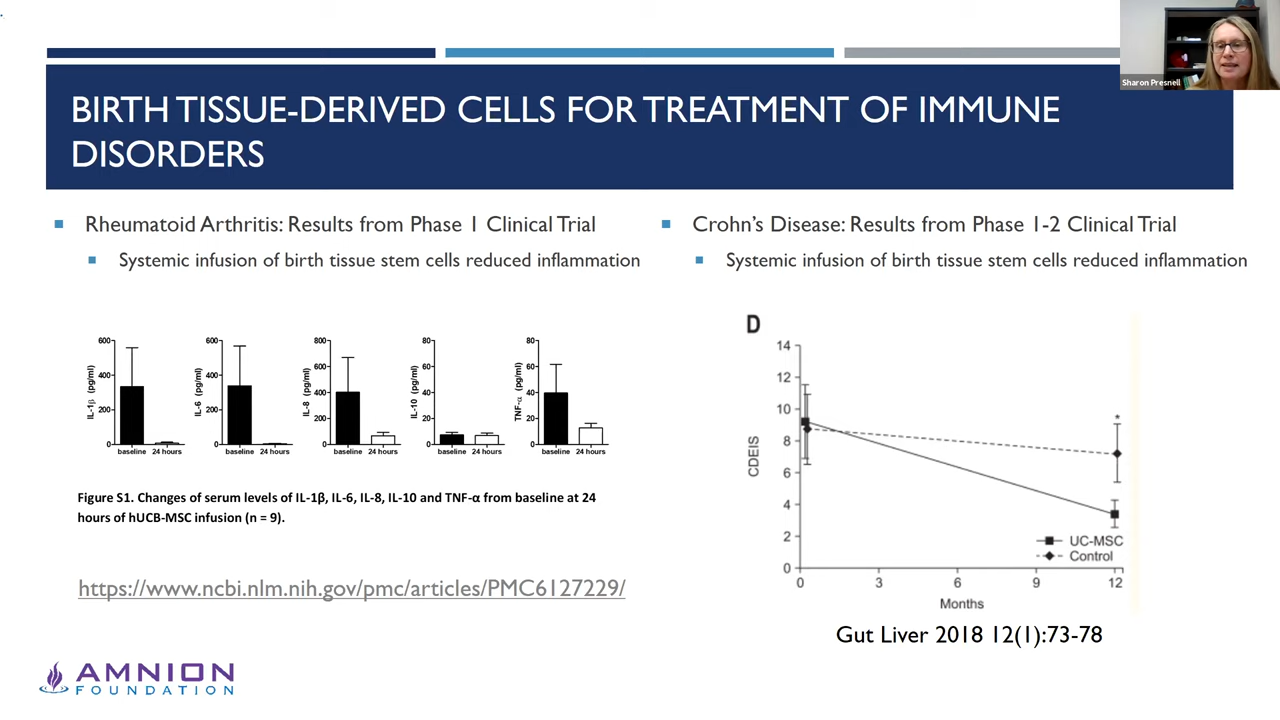 Sharon Presnell
BIRTH TISSUE-DERIVED CELLS FOR TREATMENT OF IMMUNE
DISORDERS
Rheumatoid Arthritis: Results from Phase 1 Clinical Trial
Systemic infusion of birth tissue stem cells reduced inflammation
600
400
200
0
IL-1β (pg/ml)
baseline 24 hours
600
400
200
0
IL-6 (pg/ml)
baseline 24 hours
800
600
400
200
0
IL-8 (pg/ml)
baseline 24 hours
80
60
40
20
0
IL-10 (pg/ml)
baseline 24 hours
80
60
40
20
0
TNF-α (pg/ml)
baseline 24 hours
Figure S1. Changes of serum levels of IL-1β, IL-6, IL-8, IL-10 and TNF-α from baseline at 24
hours of hUCB-MSC infusion (n = 9).
https://www.ncbi.nlm.nih.gov/pmc/articles/PMC6127229/
Crohn's Disease: Results from Phase 1-2 Clinical Trial
Systemic infusion of birth tissue stem cells reduced inflammation
D
14
12
10
8
6
4
2
0
CDEIS
*
UC-MSC
Control
0 3 6 9 12
Months
Gut Liver 2018 12(1):73-78
AMNION
FOUNDATION